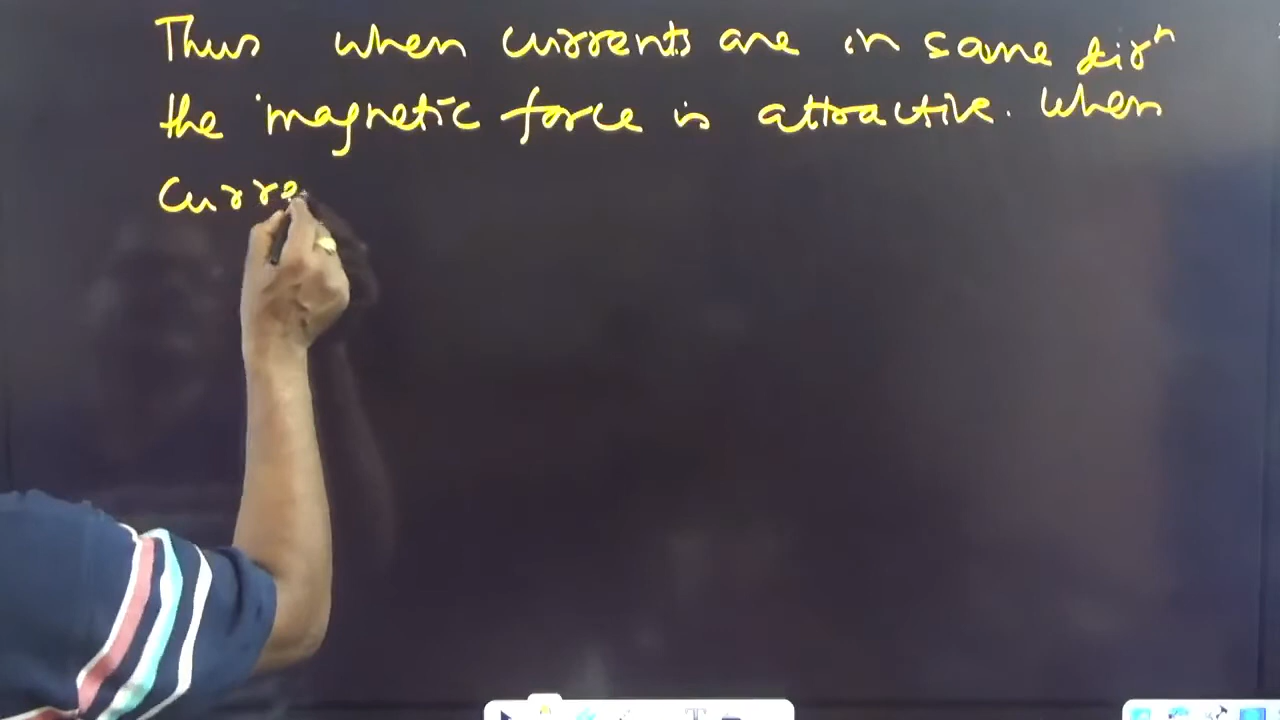 Thus when currents are in same dirⁿ
the magnetic force is attractive. When
Curre